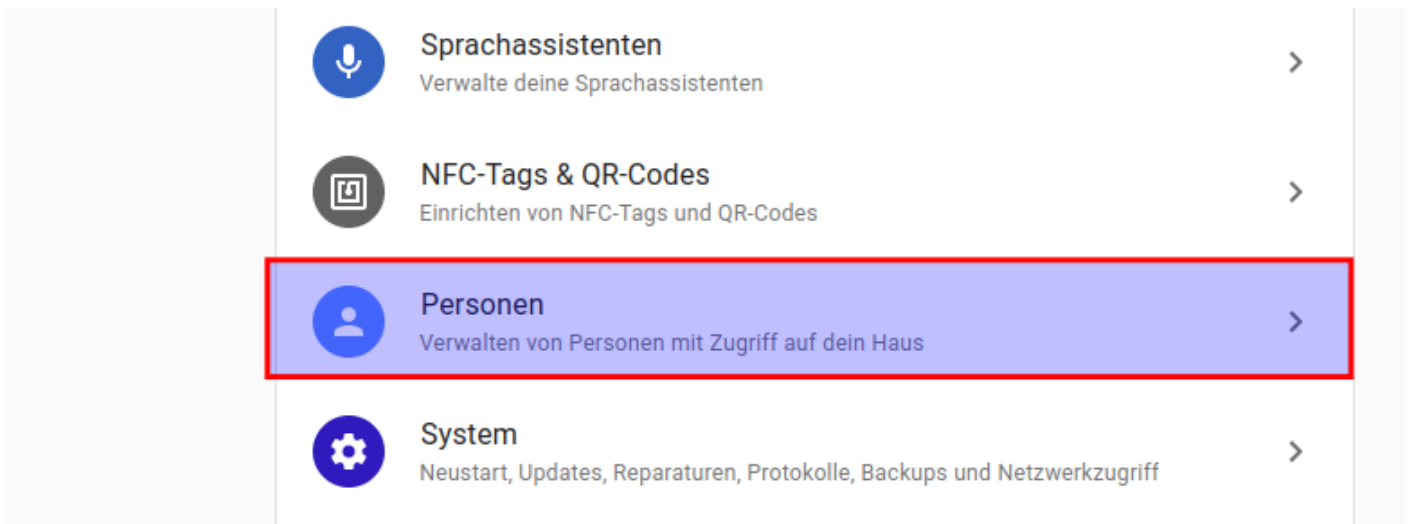 Sprachassistenten
Verwalte deine Sprachassistenten
NFC-Tags & QR-Codes
Einrichten von NFC-Tags und QR-Codes
Personen
Verwalten von Personen mit Zugriff auf dein Haus
System
Neustart, Updates, Reparaturen, Protokolle, Backups und Netzwerkzugriff